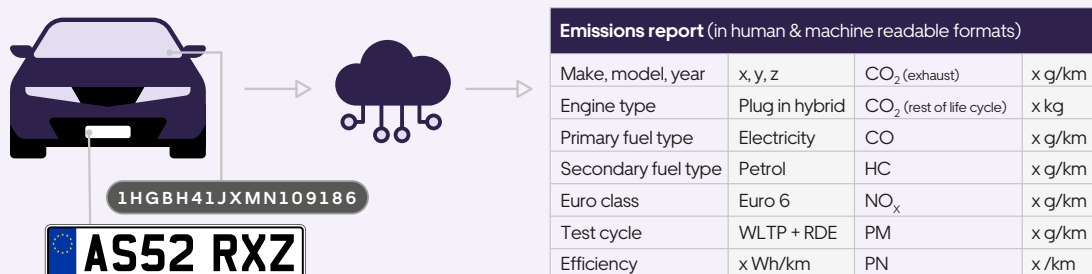 Emissions report (in human & machine readable formats)
Make, model, year x, y, z CO₂ (exhaust) x g/km
Engine type Plug in hybrid CO₂ (rest of life cycle) x kg
Primary fuel type Electricity CO x g/km
Secondary fuel type Petrol HC x g/km
Euro class Euro 6 NOₓ x g/km
Test cycle WLTP + RDE PM x g/km
Efficiency x Wh/km PN x /km
1HGBH41JXMN109186
AS52 RXZ